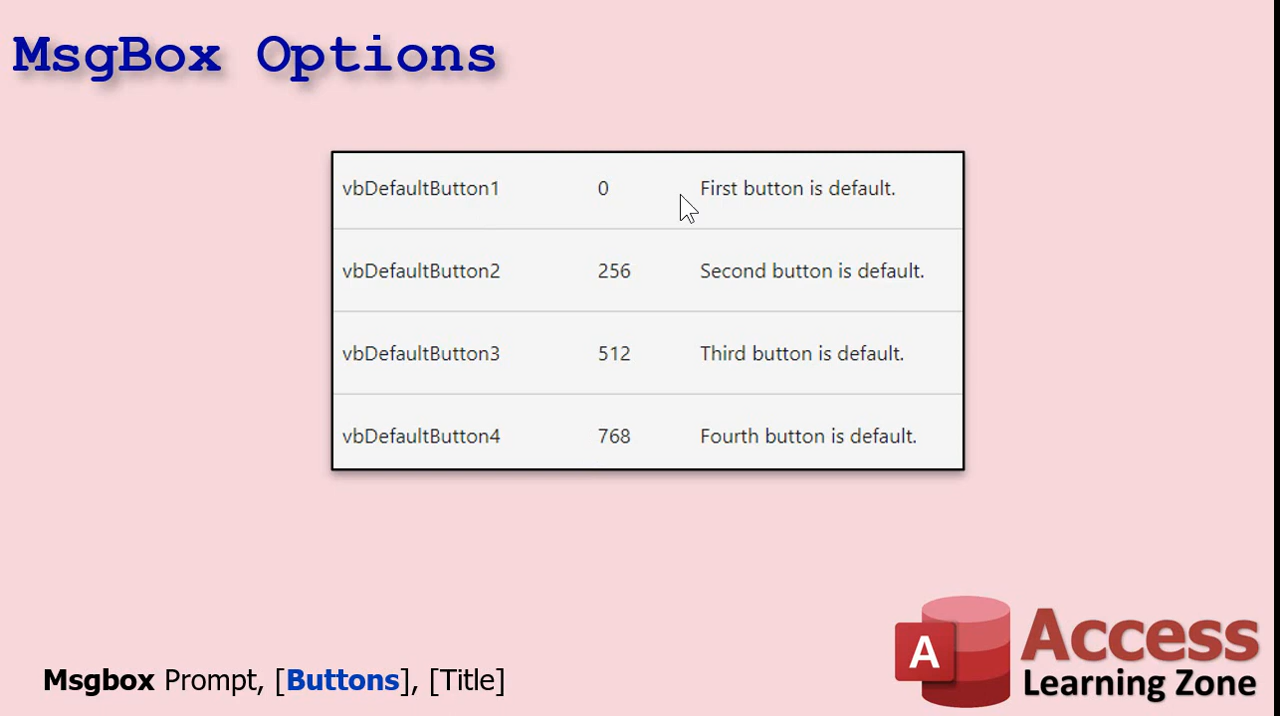 MsgBox Options
vbDefaultButton1 0 First button is default.
vbDefaultButton2 256 Second button is default.
vbDefaultButton3 512 Third button is default.
vbDefaultButton4 768 Fourth button is default.
Msgbox Prompt, [Buttons], [Title]
A
Access
Learning Zone